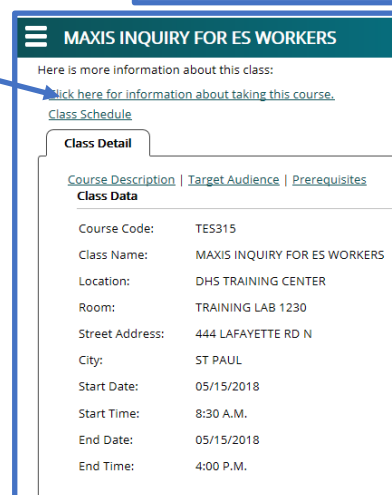 MAXIS INQUIRY FOR ES WORKERS
Here is more information about this class:
Click here for information about taking this course.
Class Schedule
Class Detail
Course Description | Target Audience | Prerequisites
Class Data
Course Code: TES315
Class Name: MAXIS INQUIRY FOR ES WORKERS
Location: DHS TRAINING CENTER
Room: TRAINING LAB 1230
Street Address: 444 LAFAYETTE RD N
City: ST PAUL
Start Date: 05/15/2018
Start Time: 8:30 A.M.
End Date: 05/15/2018
End Time: 4:00 P.M.